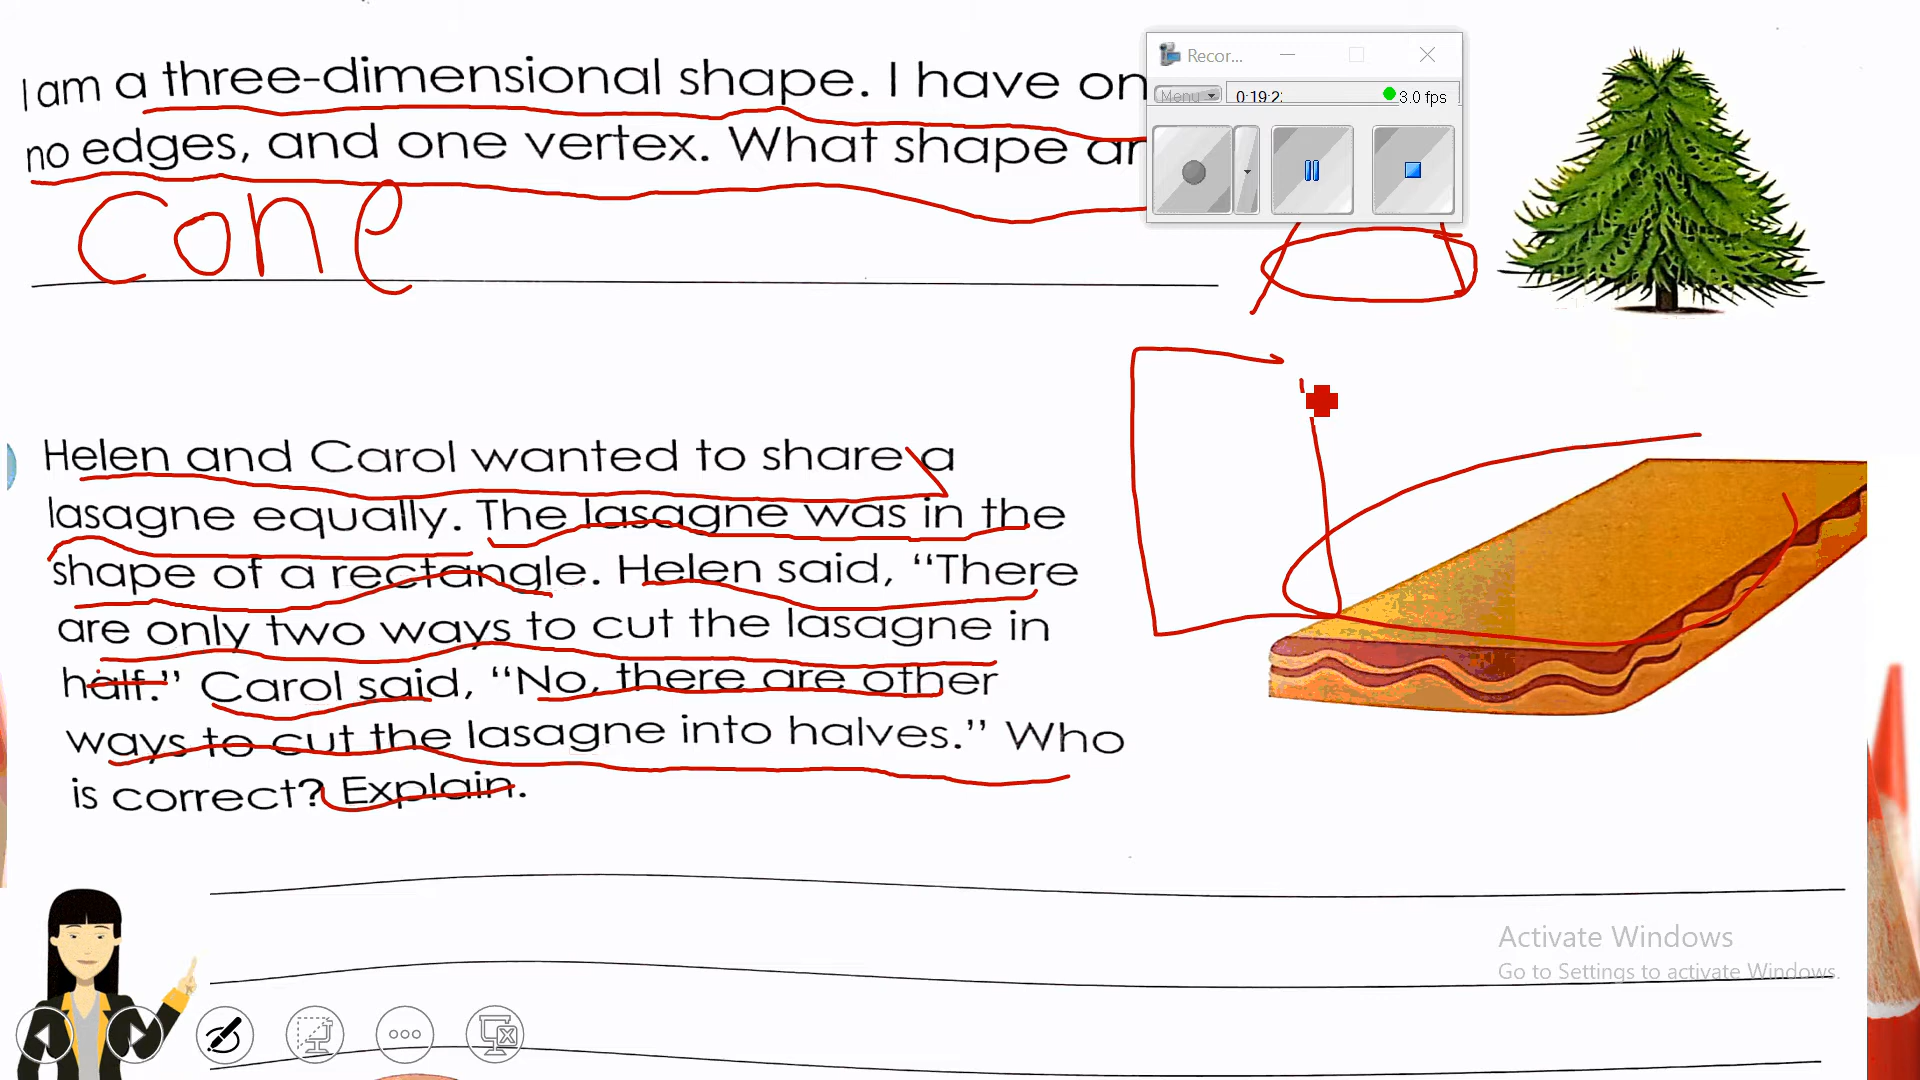 I am a three-dimensional shape. I have on
no edges, and one vertex. What shape ar
cone
Recor...
Menu
0:19:2
3.0 fps
Helen and Carol wanted to share a
lasagne equally. The lasagne was in the
shape of a rectangle. Helen said, “There
are only two ways to cut the lasagne in
half.” Carol said, “No, there are other
ways to cut the lasagne into halves.” Who
is correct? Explain.
Activate Windows
Go to Settings to activate Windows.